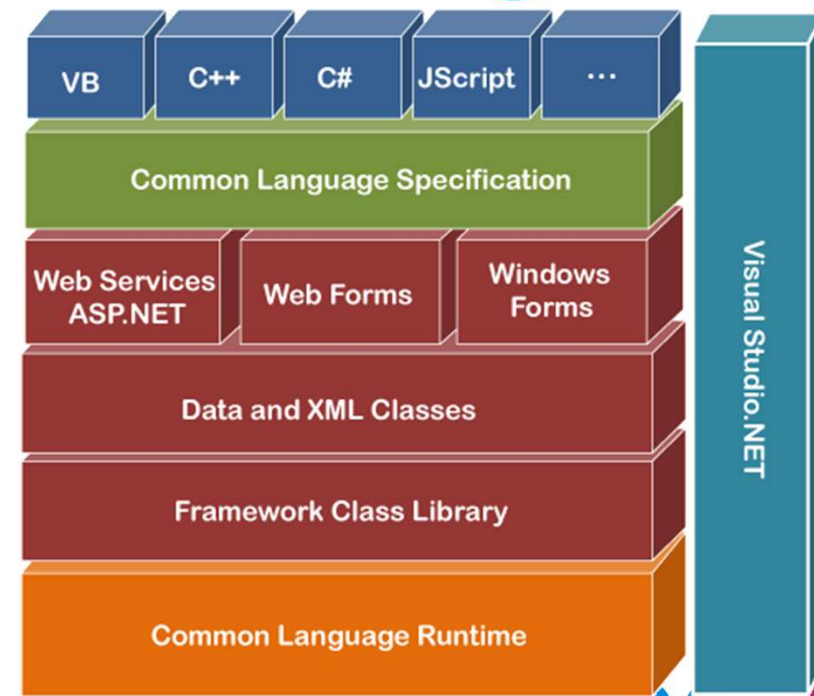 VB
C++
C#
JScript
...
Common Language Specification
Web Services
ASP.NET
Web Forms
Windows
Forms
Data and XML Classes
Framework Class Library
Common Language Runtime
Visual Studio.NET